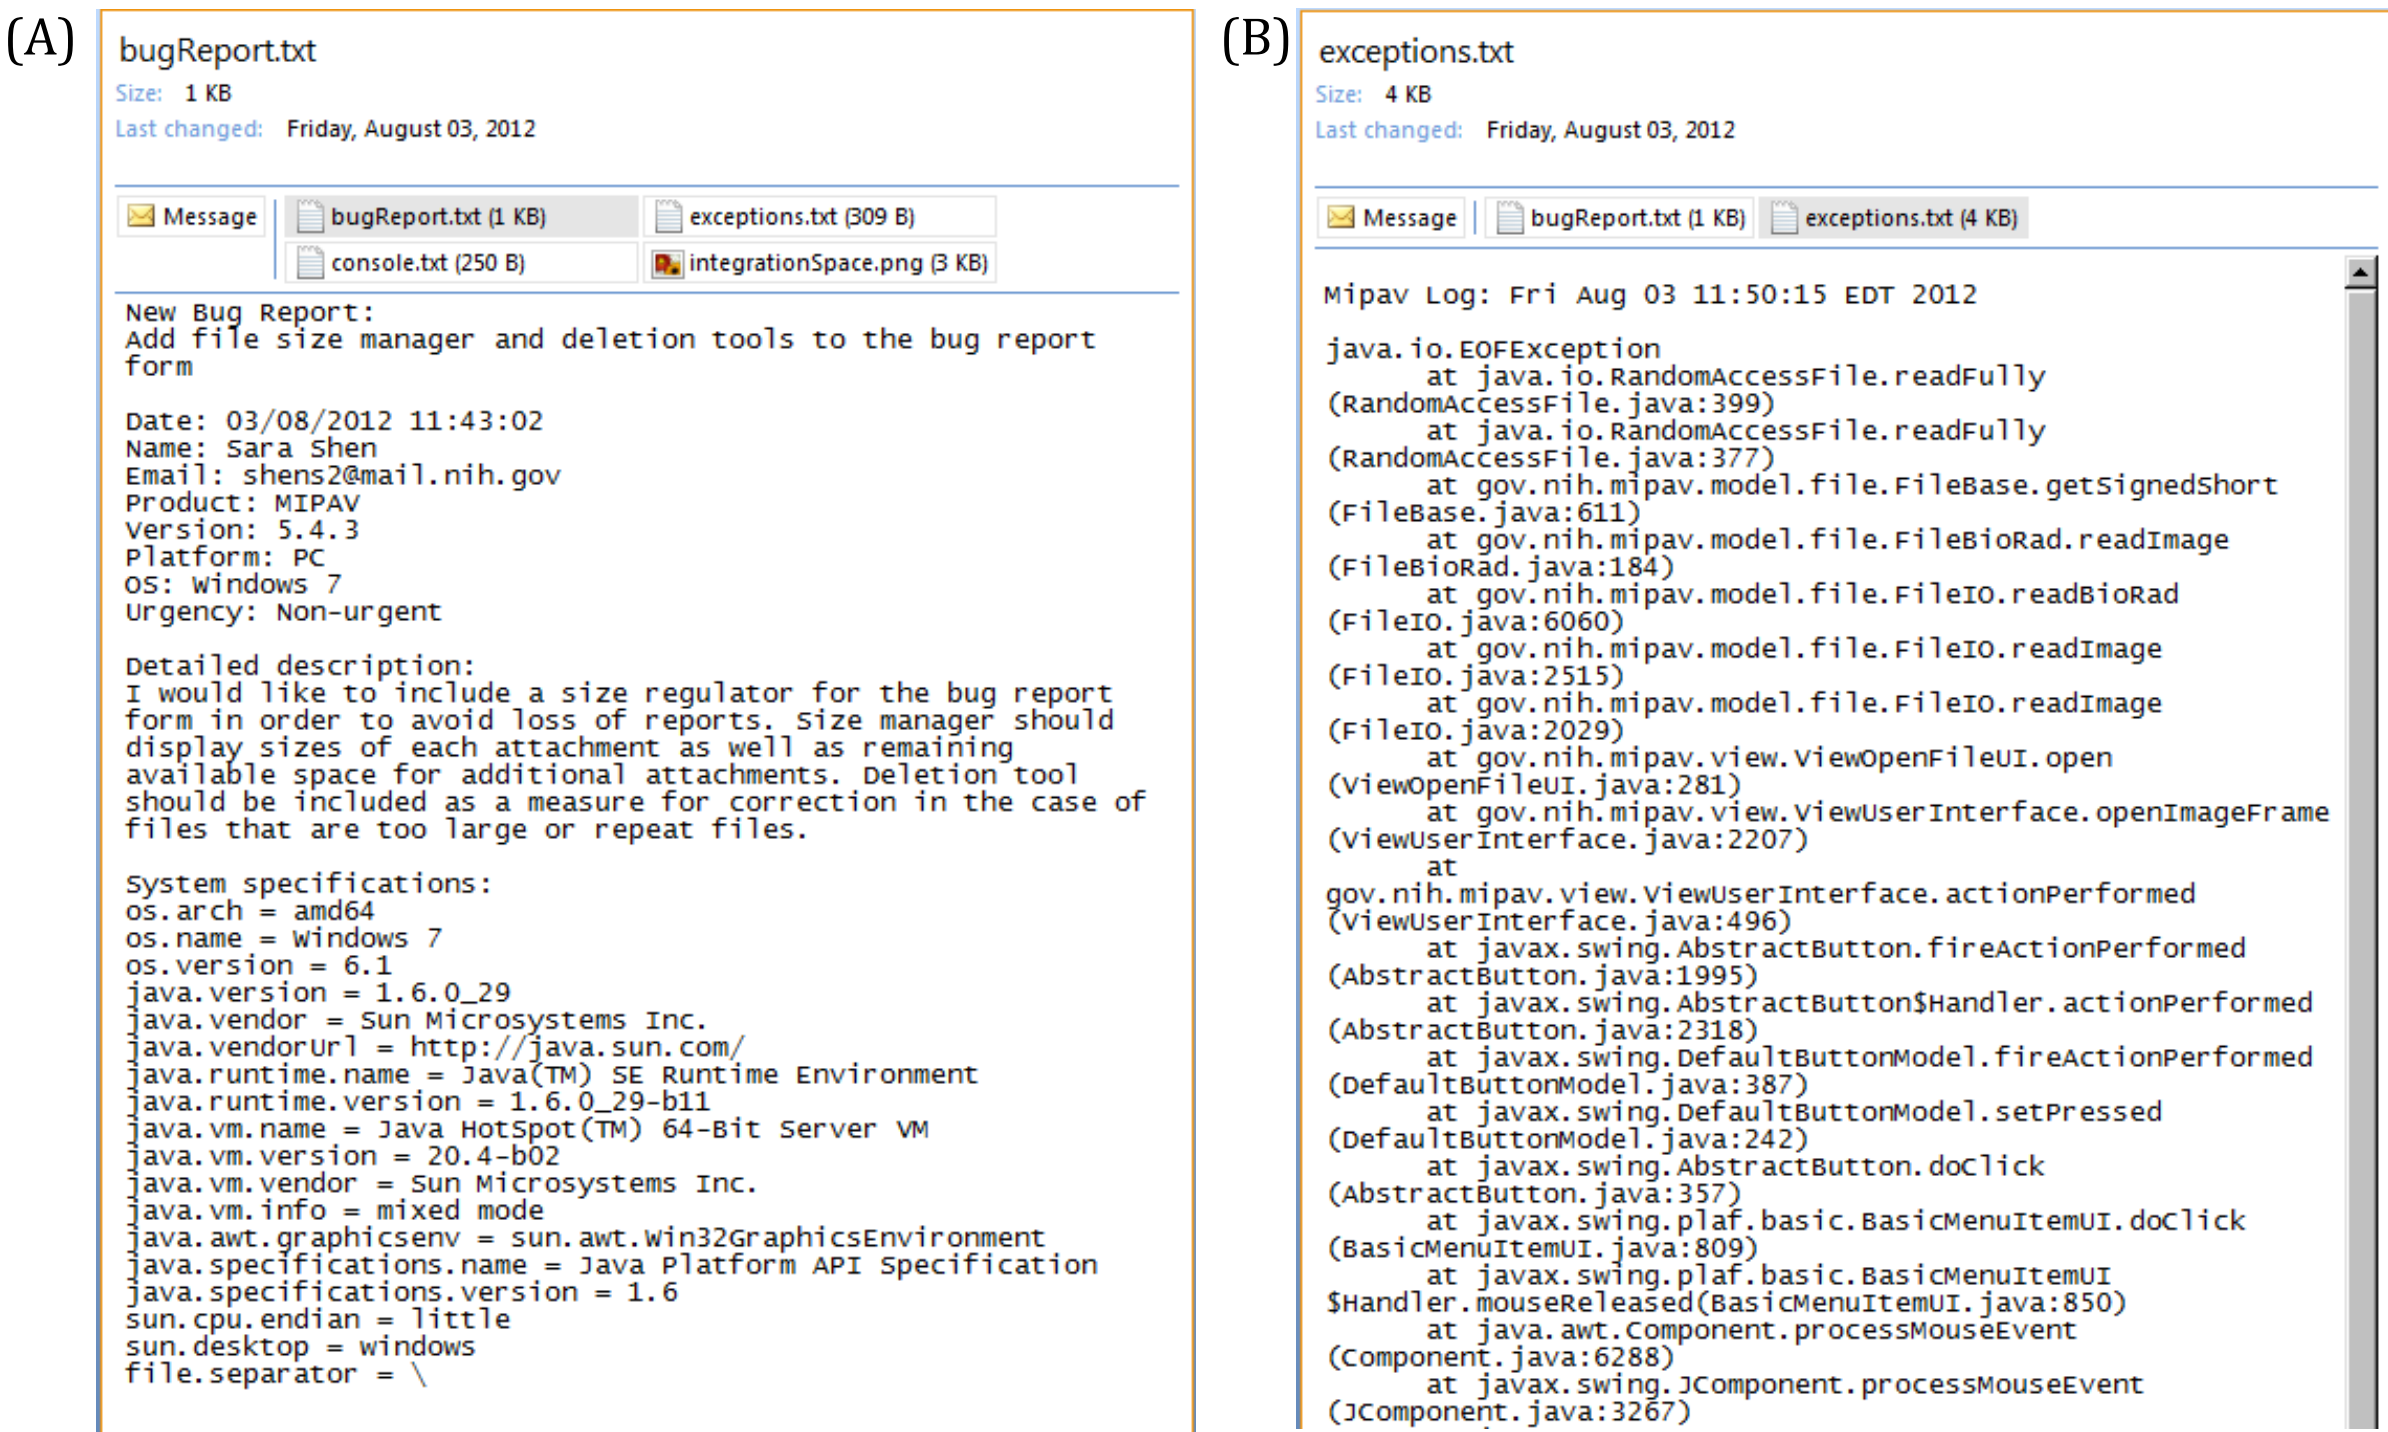 (A)
bugReport.txt
Size: 1 KB
Last changed: Friday, August 03, 2012
Message bugReport.txt (1 KB) exceptions.txt (309 B)
console.txt (250 B) integrationSpace.png (3 KB)
New Bug Report:
Add file size manager and deletion tools to the bug report
form
Date: 03/08/2012 11:43:02
Name: Sara Shen
Email: shens2@mail.nih.gov
Product: MIPAV
Version: 5.4.3
Platform: PC
OS: Windows 7
Urgency: Non-urgent
Detailed description:
I would like to include a size regulator for the bug report
form in order to avoid loss of reports. Size manager should
display sizes of each attachment as well as remaining
available space for additional attachments. Deletion tool
should be included as a measure for correction in the case of
files that are too large or repeat files.
System specifications:
os.arch = amd64
os.name = Windows 7
os.version = 6.1
java.version = 1.6.0_29
java.vendor = Sun Microsystems Inc.
java.vendorUrl = http://java.sun.com/
java.runtime.name = Java(TM) SE Runtime Environment
java.runtime.version = 1.6.0_29-b11
java.vm.name = Java HotSpot(TM) 64-Bit Server VM
java.vm.version = 20.4-b02
java.vm.vendor = Sun Microsystems Inc.
java.vm.info = mixed mode
java.awt.graphicsenv = sun.awt.Win32GraphicsEnvironment
java.specifications.name = Java Platform API Specification
java.specifications.version = 1.6
sun.cpu.endian = little
sun.desktop = windows
file.separator = \
(B)
exceptions.txt
Size: 4 KB
Last changed: Friday, August 03, 2012
Message bugReport.txt (1 KB) exceptions.txt (4 KB)
Mipav Log: Fri Aug 03 11:50:15 EDT 2012
java.io.EOFException
at java.io.RandomAccessFile.readFully
(RandomAccessFile.java:399)
at java.io.RandomAccessFile.readFully
(RandomAccessFile.java:377)
at gov.nih.mipav.model.file.FileBase.getSignedShort
(FileBase.java:611)
at gov.nih.mipav.model.file.FileBioRad.readImage
(FileBioRad.java:184)
at gov.nih.mipav.model.file.FileIO.readBioRad
(FileIO.java:6060)
at gov.nih.mipav.model.file.FileIO.readImage
(FileIO.java:2515)
at gov.nih.mipav.model.file.FileIO.readImage
(FileIO.java:2029)
at gov.nih.mipav.view.ViewOpenFileUI.open
(ViewOpenFileUI.java:281)
at gov.nih.mipav.view.ViewUserInterface.openImageFrame
(ViewUserInterface.java:2207)
at
gov.nih.mipav.view.ViewUserInterface.actionPerformed
(ViewUserInterface.java:496)
at javax.swing.AbstractButton.fireActionPerformed
(AbstractButton.java:1995)
at javax.swing.AbstractButton$Handler.actionPerformed
(AbstractButton.java:2318)
at javax.swing.DefaultButtonModel.fireActionPerformed
(DefaultButtonModel.java:387)
at javax.swing.DefaultButtonModel.setPressed
(DefaultButtonModel.java:242)
at javax.swing.AbstractButton.doClick
(AbstractButton.java:357)
at javax.swing.plaf.basic.BasicMenuItemUI.doClick
(BasicMenuItemUI.java:809)
at javax.swing.plaf.basic.BasicMenuItemUI
$Handler.mouseReleased(BasicMenuItemUI.java:850)
at java.awt.Component.processMouseEvent
(Component.java:6288)
at javax.swing.JComponent.processMouseEvent
(JComponent.java:3267)